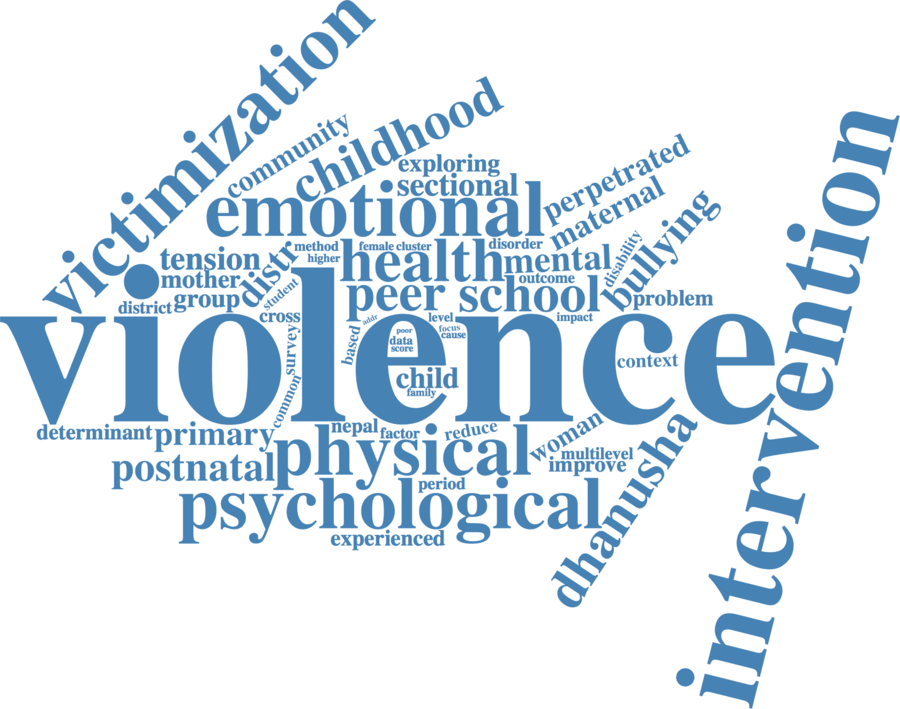 victimization
community
childhood
exploring
sectional
perpetrated
emotional
maternal
intervention
bullying
disability
tension
distr
method
female
cluster
disorder
higher
health
mental
mother
student
outcome
group
peer
school
problem
district
cross
addr
level
impact
violence
survey
based
poor
focus
data
cause
score
context
child
common
family
determinant
primary
nepal
factor
reduce
woman
dhanusha
physical
multilevel
postnatal
improve
period
psychological
experienced